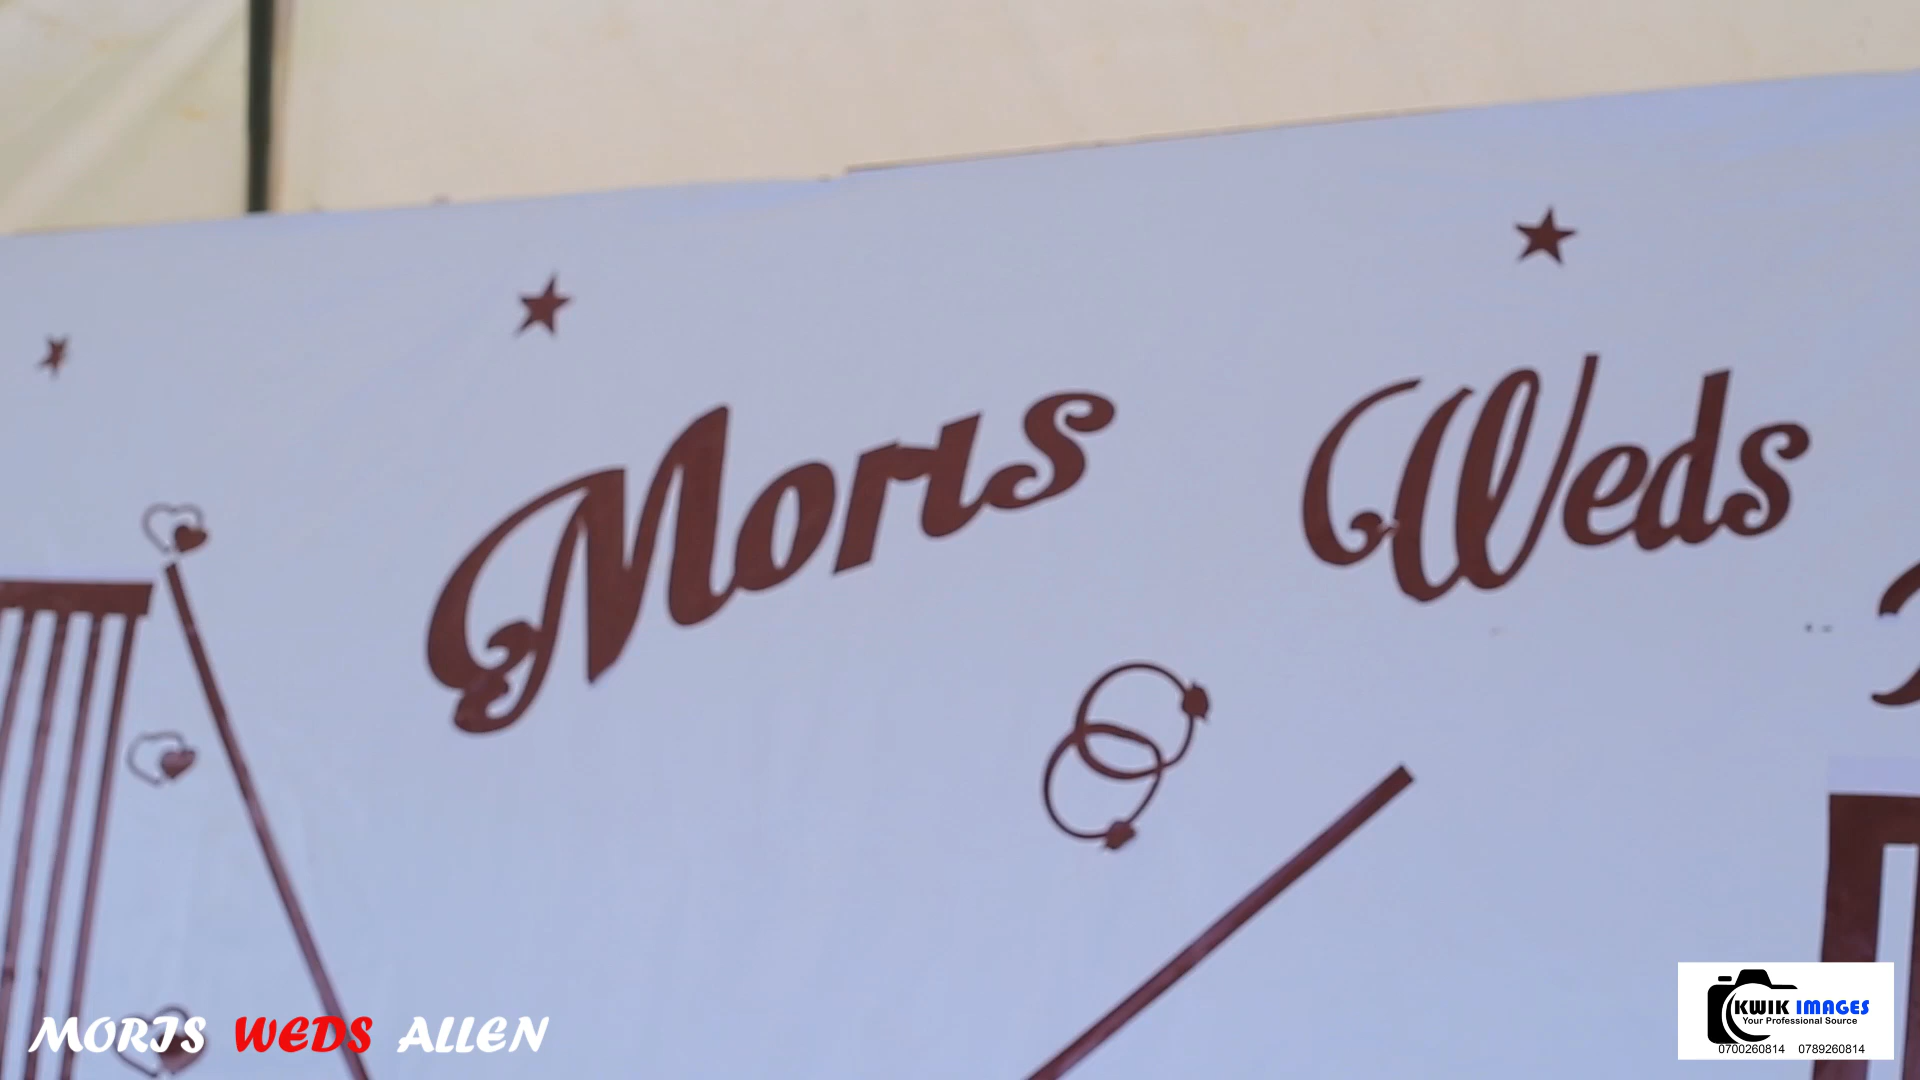 Moris Weds
MORIS WEDS ALLEN
KWIK IMAGES
Your Professional Source
0700260814 0789260814